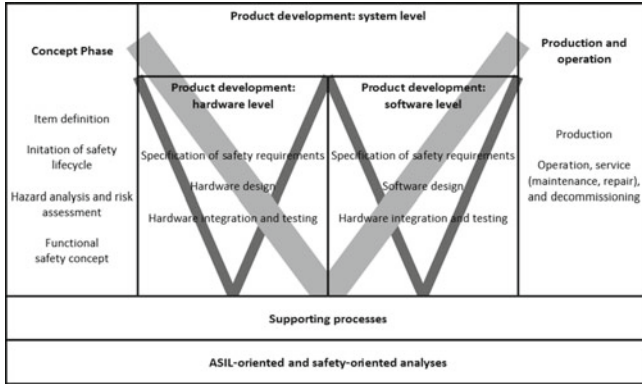 Product development: system level
Concept Phase
Production and
operation
Product development:
hardware level
Product development:
software level
Item definition
Initation of safety
lifecycle
Hazard analysis and risk
assessment
Functional
safety concept
Specification of safety requirements
Hardware design
Hardware integration and testing
Specification of safety requirements
Software design
Hardware integration and testing
Production
Operation, service
(maintenance, repair),
and decommissioning
Supporting processes
ASIL-oriented and safety-oriented analyses